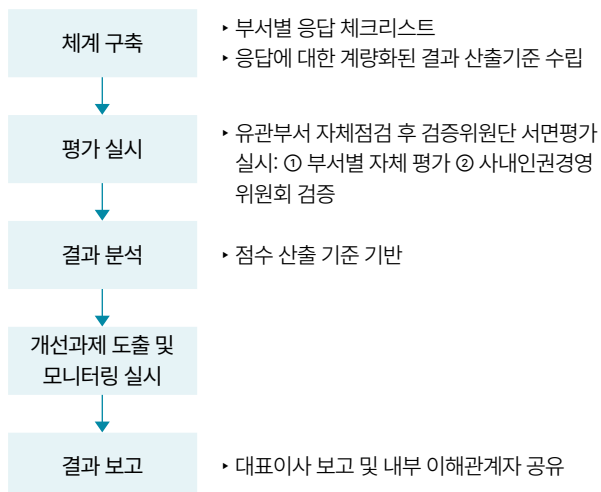 체계 구축
‣ 부서별 응답 체크리스트
‣ 응답에 대한 계량화된 결과 산출기준 수립
평가 실시
‣ 유관부서 자체점검 후 검증위원단 서면평가
실시: ① 부서별 자체 평가 ② 사내인권경영
위원회 검증
결과 분석
‣ 점수 산출 기준 기반
개선과제 도출 및
모니터링 실시
결과 보고
‣ 대표이사 보고 및 내부 이해관계자 공유